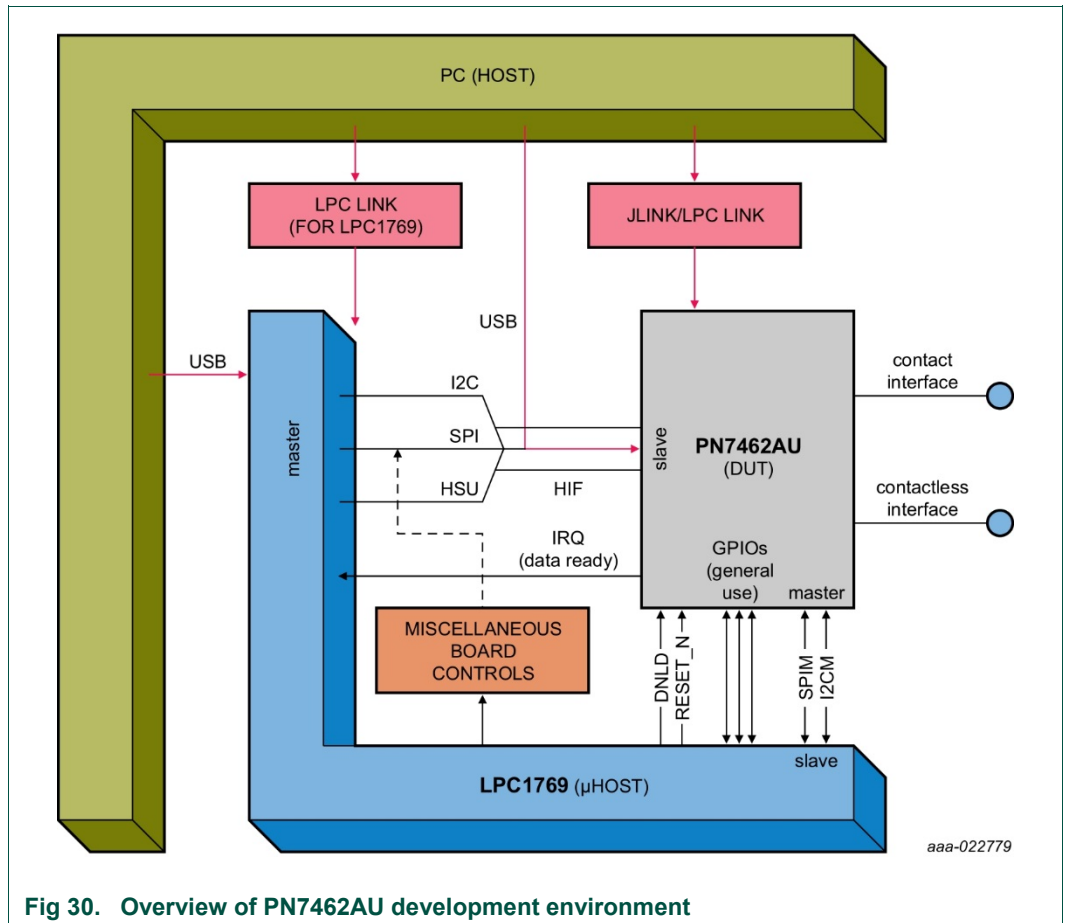 PC (HOST)
LPC LINK
(FOR LPC1769)
JLINK/LPC LINK
USB
USB
master
I2C
SPI
HSU
HIF
slave
PN7462AU
(DUT)
contact
interface
contactless
interface
IRQ
(data ready)
GPIOs
(general
use)
master
MISCELLANEOUS
BOARD
CONTROLS
DNLD
RESET_N
SPIM
I2CM
slave
LPC1769 (µHOST)
aaa-022779
Fig 30. Overview of PN7462AU development environment